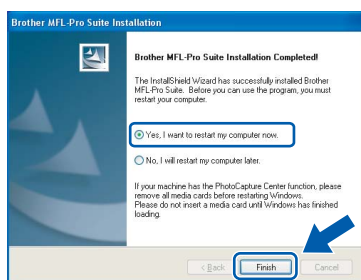 Brother MFL-Pro Suite Installation
Brother MFL-Pro Suite Installation Completed!
The InstallShield Wizard has successfully installed Brother
MFL-Pro Suite. Before you can use the program, you must
restart your computer.
Yes, I want to restart my computer now.
No, I will restart my computer later.
If your machine has the PhotoCapture Center function, please
remove all media cards before restarting Windows.
Please do not insert a media card until Windows has finished
loading.
< Back Finish Cancel